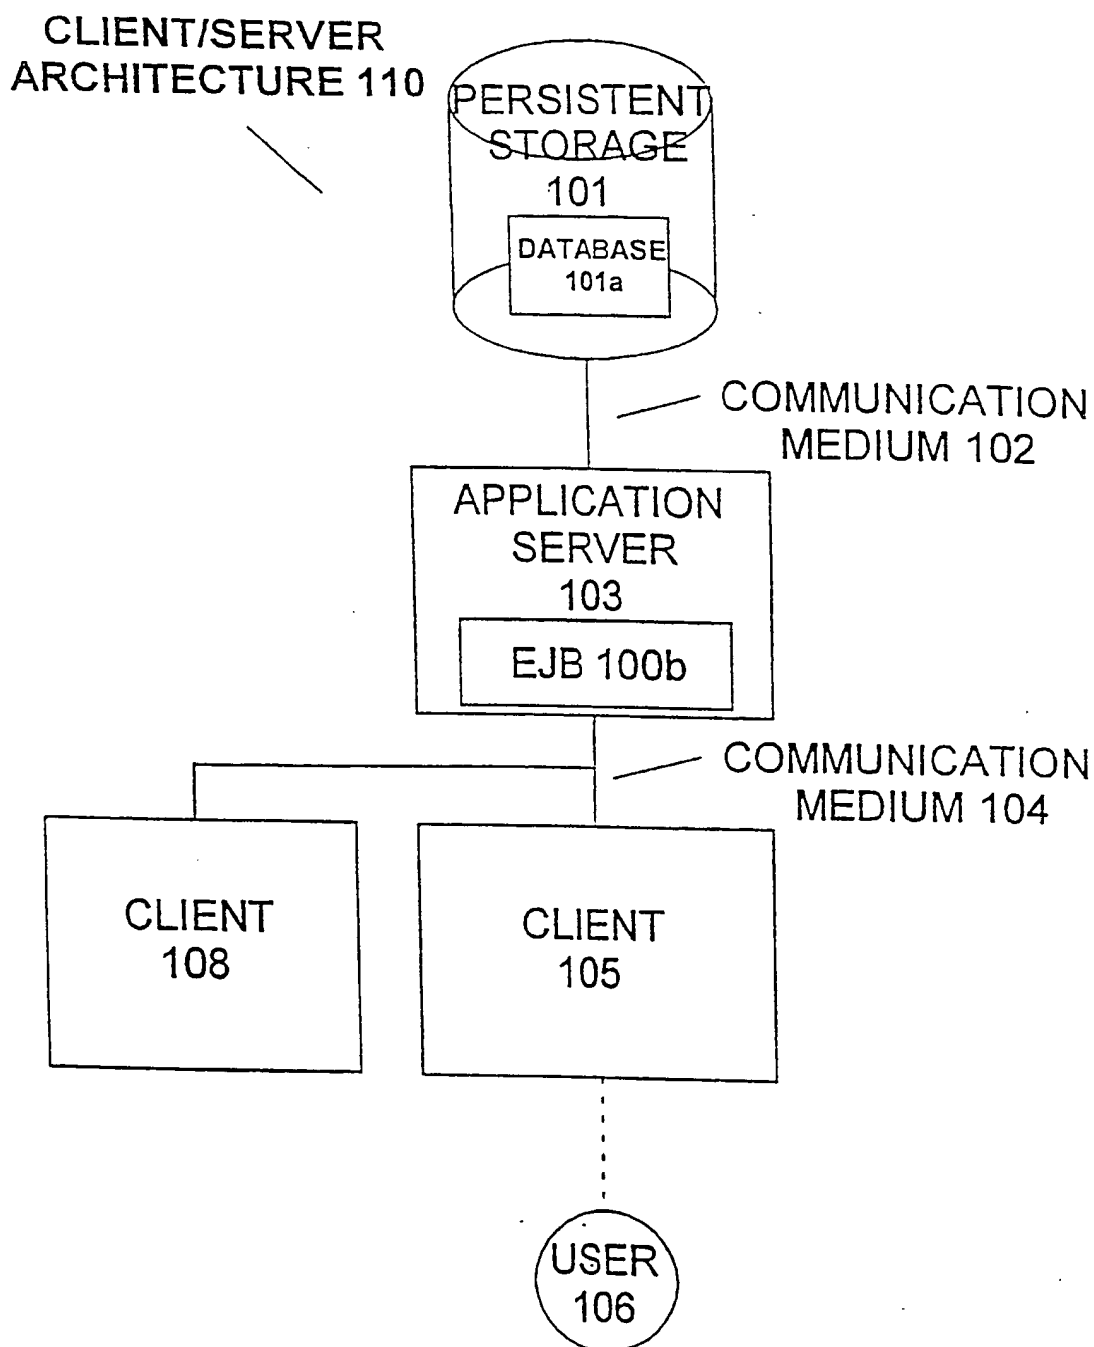 CLIENT/SERVER
ARCHITECTURE 110
PERSISTENT
STORAGE
101
DATABASE
101a
COMMUNICATION
MEDIUM 102
APPLICATION
SERVER
103
EJB 100b
COMMUNICATION
MEDIUM 104
CLIENT
108
CLIENT
105
USER
106